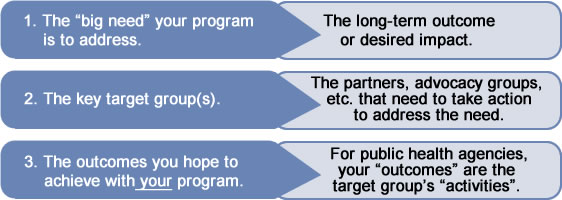 1. The “big need” your program
is to address.
The long-term outcome
or desired impact.
2. The key target group(s).
The partners, advocacy groups,
etc. that need to take action
to address the need.
3. The outcomes you hope to
achieve with your program.
For public health agencies,
your “outcomes” are the
target group’s “activities”.